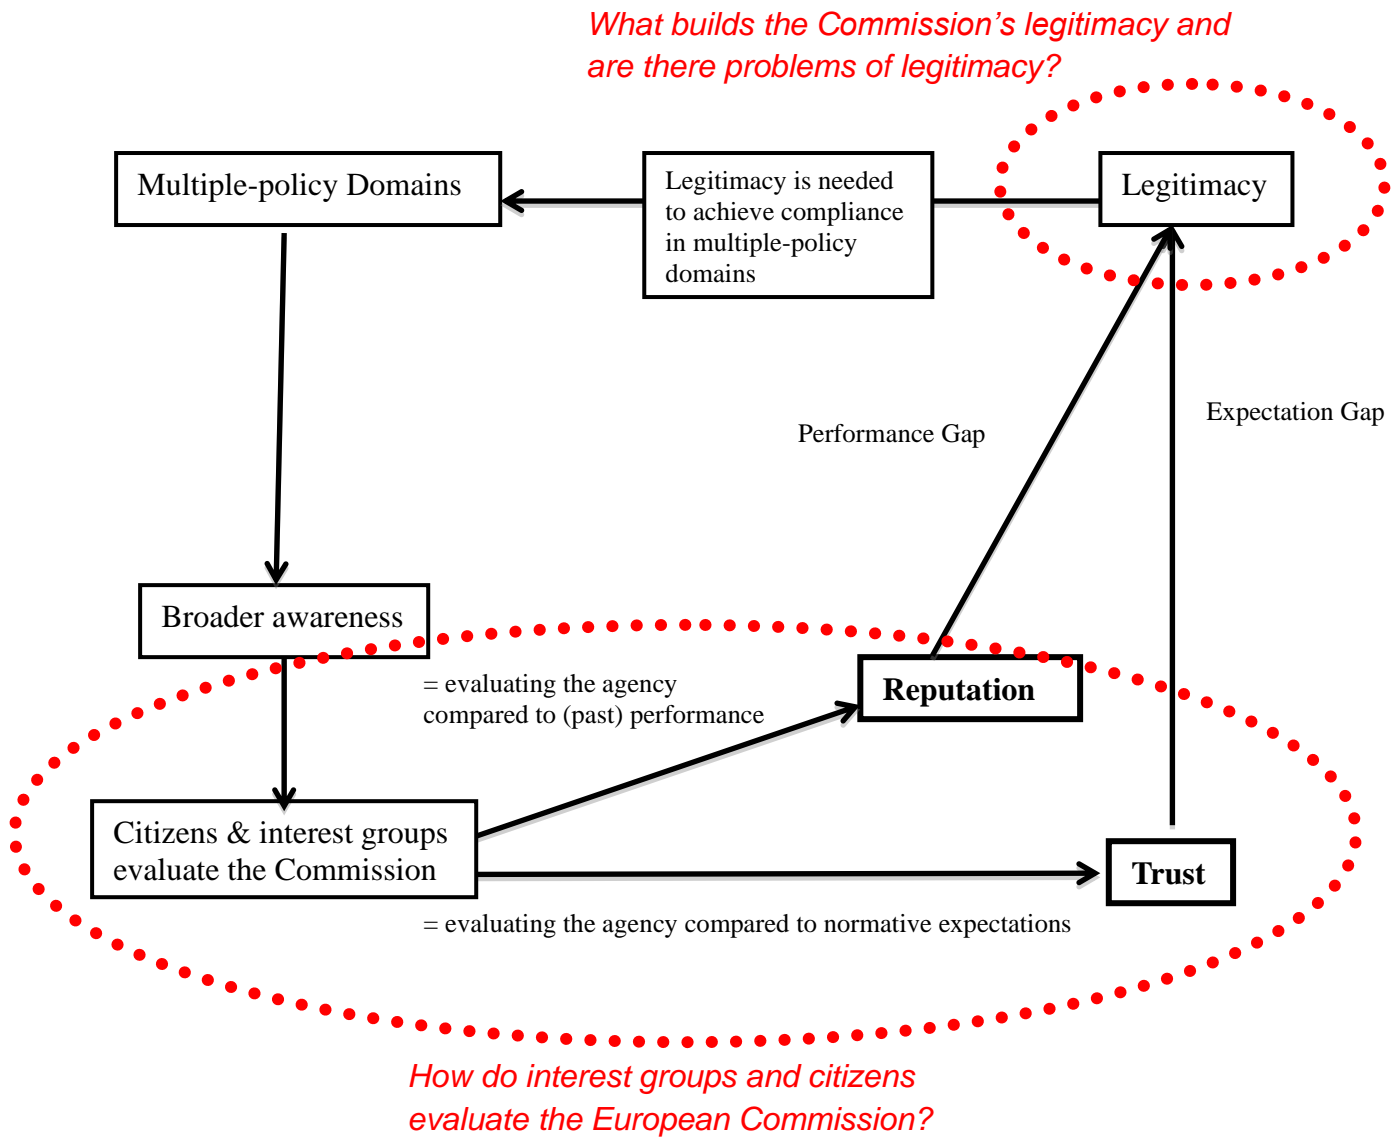 What builds the Commission’s legitimacy and
are there problems of legitimacy?
Multiple-policy Domains
Legitimacy is needed
to achieve compliance
in multiple-policy
domains
Legitimacy
Performance Gap
Expectation Gap
Broader awareness
= evaluating the agency
compared to (past) performance
Reputation
Citizens & interest groups
evaluate the Commission
Trust
= evaluating the agency compared to normative expectations
How do interest groups and citizens
evaluate the European Commission?